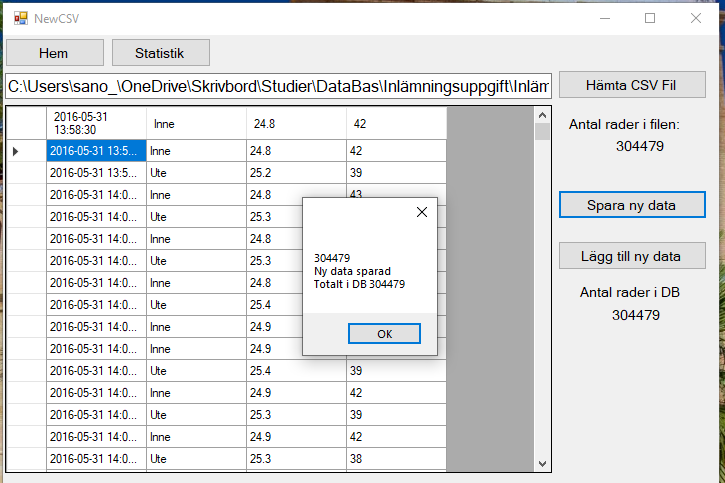 NewCSV
Hem Statistik
C:\Users\sano_\OneDrive\Skrivbord\Studier\DataBas\Inlämningsuppgift\Inläm
Hämta CSV Fil
Antal rader i filen:
304479
Spara ny data
Lägg till ny data
Antal rader i DB
304479
2016-05-31
13:58:30 Inne 24.8 42
2016-05-31 13:5... Inne 24.8 42
2016-05-31 13:5... Ute 25.2 39
2016-05-31 14:0... Inne 24.8 43
2016-05-31 14:0... Ute 25.3
2016-05-31 14:0... Inne 24.8
2016-05-31 14:0... Ute 25.3
2016-05-31 14:0... Inne 24.8
2016-05-31 14:0... Ute 25.4
2016-05-31 14:0... Inne 24.9
2016-05-31 14:0... Inne 24.9
2016-05-31 14:0... Ute 25.4 39
2016-05-31 14:0... Inne 24.9 42
2016-05-31 14:0... Ute 25.3 39
2016-05-31 14:0... Inne 24.9 42
2016-05-31 14:0... Ute 25.3 38
304479
Ny data sparad
Totalt i DB 304479
OK